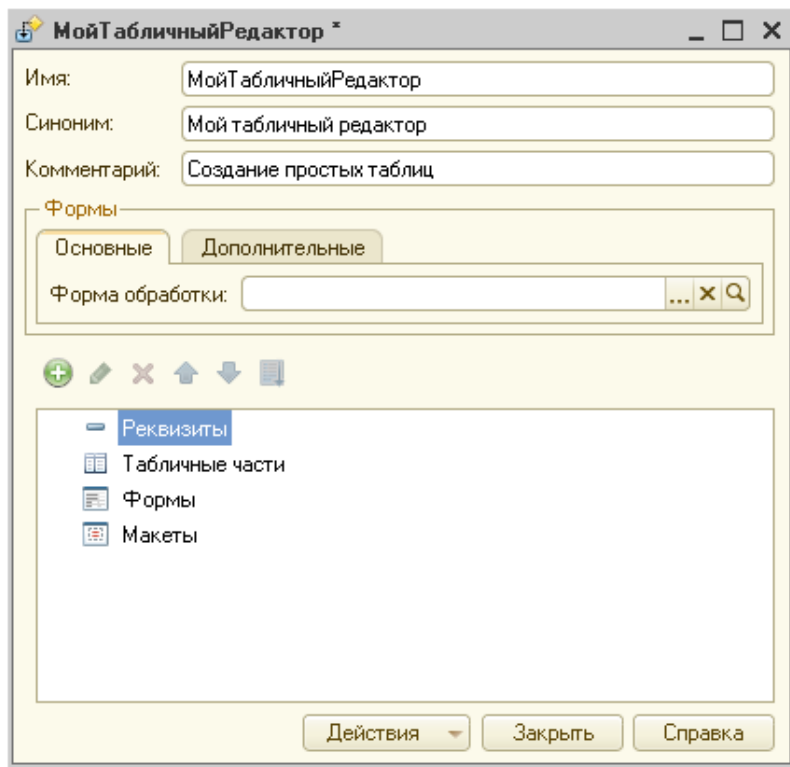 МойТабличныйРедактор *
Имя: МойТабличныйРедактор
Синоним: Мой табличный редактор
Комментарий: Создание простых таблиц
Формы
Основные Дополнительные
Форма обработки: ...
Реквизиты
Табличные части
Формы
Макеты
Действия Закрыть Справка